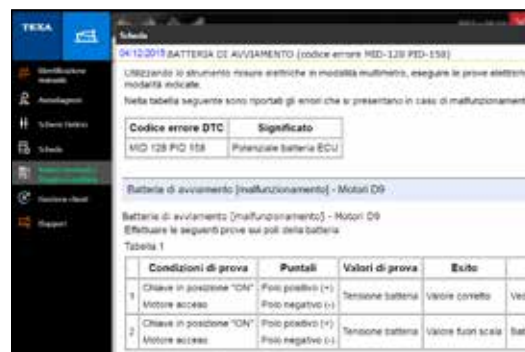 TEXA
Scheda
04/12/2015 BATTERIA DI AVVIAMENTO (codice errore MID-128 PID-158)
Utilizzando lo strumento misure elettriche in modalità multimetro, eseguire le prove
modalità indicate.
Nella tabella seguente sono riportati gli errori che si presentano in caso di malfunzionamen
Codice errore DTC Significato
MID 128 PID 158 Potenziale batteria ECU
Autodiagnosi
Schemi Elettrici
Schede
Gestione clienti
Report
Batteria di avviamento [malfunzionamento] - Motori D9
Batteria di avviamento [malfunzionamento] - Motori D9
Effettuare le seguenti prove sui poli della batteria
Tabella 1
Condizioni di prova Puntali Valori di prova Esito
1 Chiave in posizione "ON" Polo positivo (+) Tensione batteria Valore corretto
Motore acceso Polo negativo (-)
2 Chiave in posizione "ON" Polo positivo (+) Tensione batteria Valore fuori scala
Motore acceso Polo negativo (-)